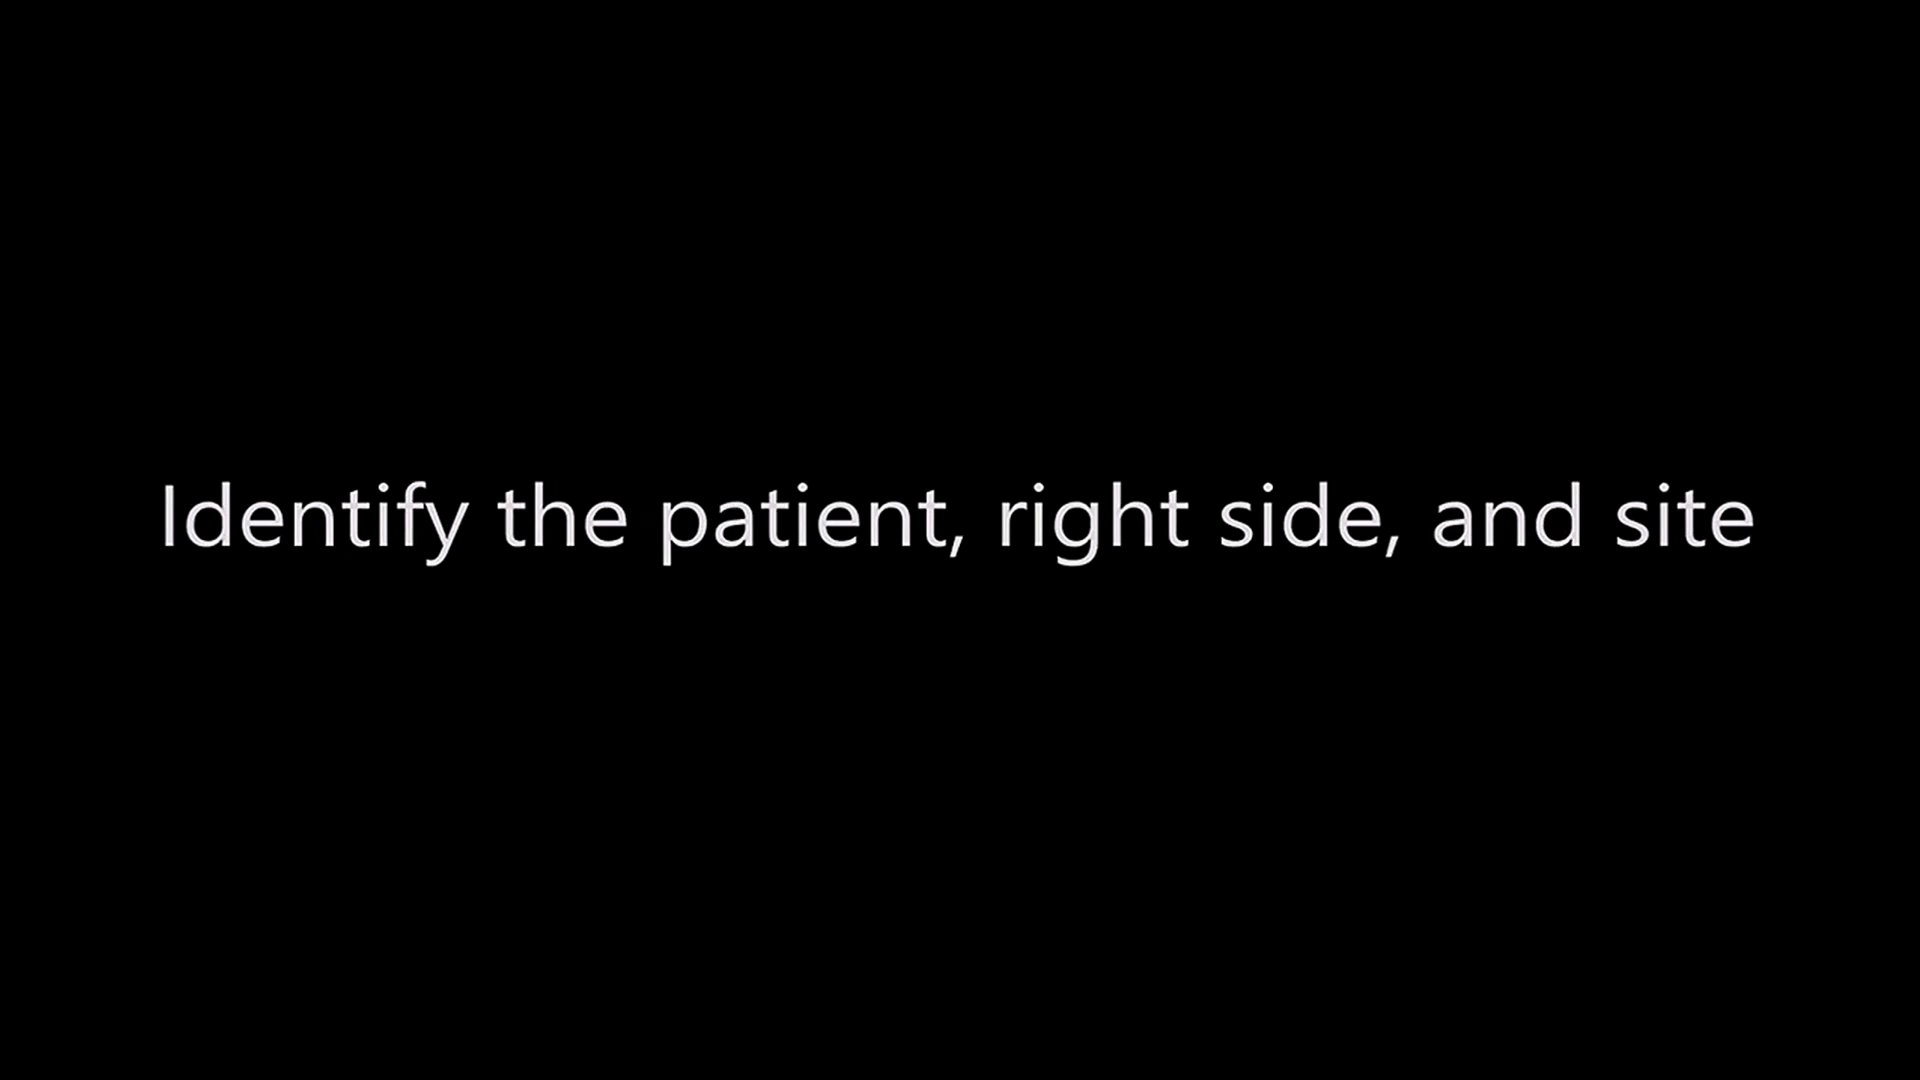 Identify the patient, right side, and site